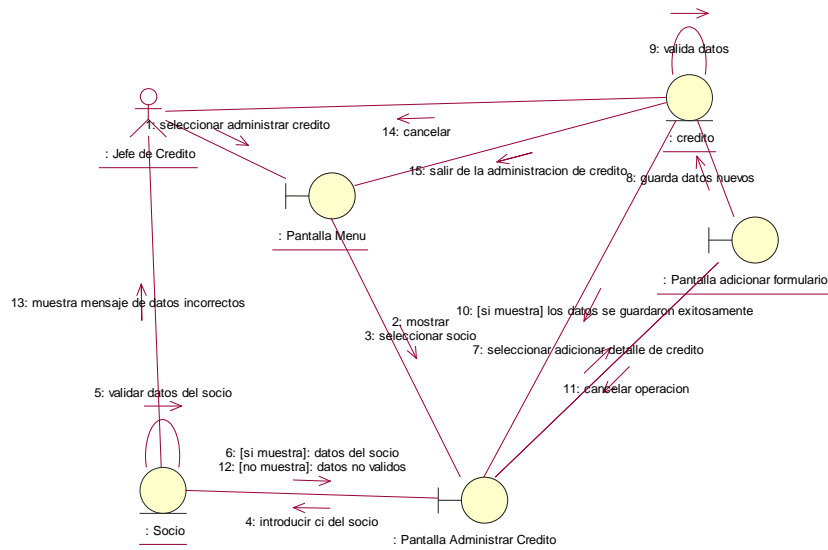 9: valida datos
1: seleccionar administrar credito
14: cancelar
: credito
: Jefe de Credito
15: salir de la administracion de credito
8: guarda datos nuevos
: Pantalla Menu
: Pantalla adicionar formulario
13: muestra mensaje de datos incorrectos
10: [si muestra] los datos se guardaron exitosamente
2: mostrar
3: seleccionar socio
7: seleccionar adicionar detalle de credito
5: validar datos del socio
11: cancelar operacion
6: [si muestra]: datos del socio
12: [no muestra]: datos no validos
4: introducir ci del socio
: Socio
: Pantalla Administrar Credito